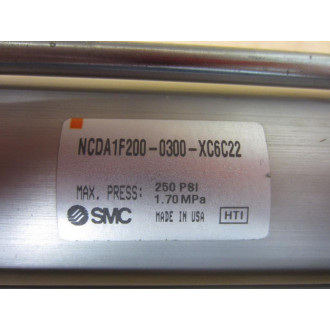 NCDA1F200-0300-XC6C22
MAX. PRESS: 250 PSI
1.70 MPa
SMC MADE IN USA HTI